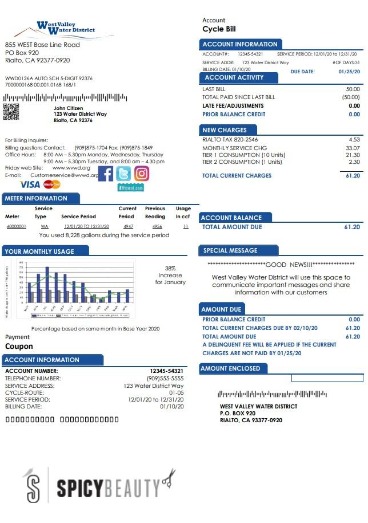 West Valley
Water District
855 WEST Base Line Road
PO Box 920
Rialto, CA 92377-0920
WWD0126A AUTO SCH 5-DIGIT 92376
7000000168 00.001.0168 168/1
John Citizen
123 Water District Way
Rialto, CA 92376
For Billing Inquires:
Billing questions Contact: (909)875-1704 Fax: (909)875-1849
Office Hour: 8:00 AM - 5:30pm Monday, Wednesday, Thursday
9:00 AM - 5:30pm Tuesday, and 8:00 am - 4:30 pm
Friday web Site: www.wvwd.org
E-mail: Customerservice@wvwd.org
VISA
METER INFORMATION
Service Current Previous Usage
Meter Type Service Period Reading Reading in ccf
W/A 12/01/20 TO 12/31/20 11
You used 8,228 gallons during the service period
YOUR MONTHLY USAGE
38%
Increase
for January
Percentage based on same month in Base Year 2020
Payment
Coupon
ACCOUNT INFORMATION
ACCOUNT NUMBER: 12345-54321
TELEPHONE NUMBER: (909)555-5555
SERVICE ADDRESS: 123 Water District Way
CYCLE-ROUTE: 01-05
SERVICE PERIOD: 12/01/20 to 12/31/20
BILLING DATE: 01/10/20
Account
Cycle Bill
ACCOUNT INFORMATION
ACCOUNT#: 12345-54321 SERVICE PERIOD: 12/01/20 to 12/31/20
SERVICE ADDR: 123 Water District Way # OF DAYS:31
BILLING DATE: 01/10/20 DUE DATE 01/25/20
ACCOUNT ACTIVITY
LAST BILL 50.00
TOTAL PAID SINCE LAST BILL (50.00)
LATE FEE/ADJUSTMENTS 0.00
PRIOR BALANCE CREDIT 0.00
NEW CHARGES
RIALTO TAX 820-2546 4.53
MONTHLY SERVICE CHG 33.07
TIER 1 CONSUMPTION (10 Units) 21.30
TIER 2 CONSUMPTION (1 Units) 2.30
TOTAL CURRENT CHARGES 61.20
ACCOUNT BALANCE
TOTAL AMOUNT DUE 61.20
SPECIAL MESSAGE
******************GOOD NEWS!!!*****************
West Valley Water District will use this space to
communicate important messages and share
information with our customers
AMOUNT DUE
PRIOR BALANCE CREDIT 0.00
TOTAL CURRENT CHARGES DUE BY 02/10/20 61.20
TOTAL AMOUNT DUE 61.20
A DELINQUENT FEE WILL BE APPLIED IF THE CURRENT
CHARGES ARE NOT PAID BY 01/25/20
AMOUNT ENCLOSED
WEST VALLEY WATER DISTRICT
P.O. BOX 920
RIALTO, CA 93377-0920
SPICYBEAUTY